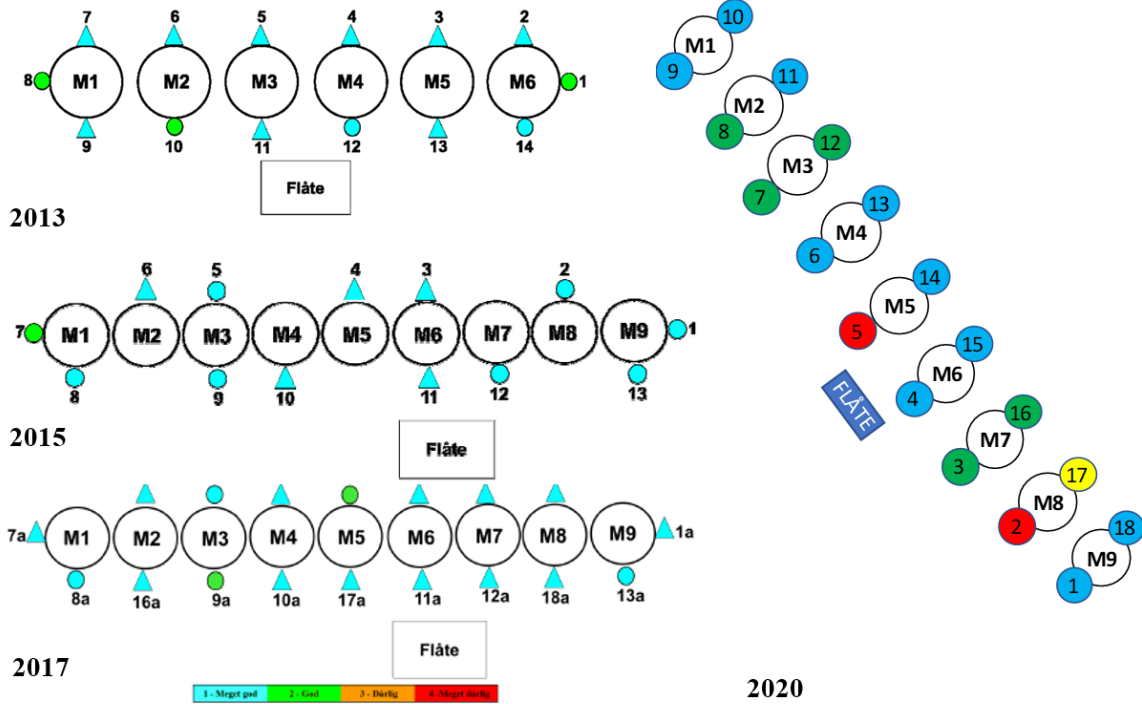 7 6 5 4 3 2
8 M1 M2 M3 M4 M5 M6 1
9 10 11 12 13 14
Flåte
2013
6 5 4 3 2
7 M1 M2 M3 M4 M5 M6 M7 M8 M9 1
8 9 10 11 12 13
Flåte
2015
7a M1 M2 M3 M4 M5 M6 M7 M8 M9 1a
8a 16a 9a 10a 17a 11a 12a 18a 13a
Flåte
2017
1 - Meget god 2 - God 3 - Dårlig 4 -Meget dårlig
10
M1
9
11
M2
8
12
M3
7
13
M4
6
14
M5
5
15
M6
4
FLÅTE
16
M7
3
17
M8
2
18
M9
1
2020